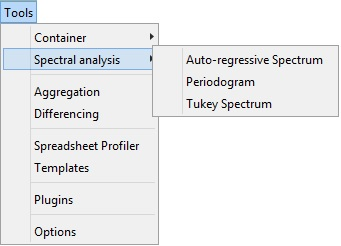 Tools
Container
Spectral analysis
Auto-regressive Spectrum
Periodogram
Tukey Spectrum
Aggregation
Differencing
Spreadsheet Profiler
Templates
Plugins
Options